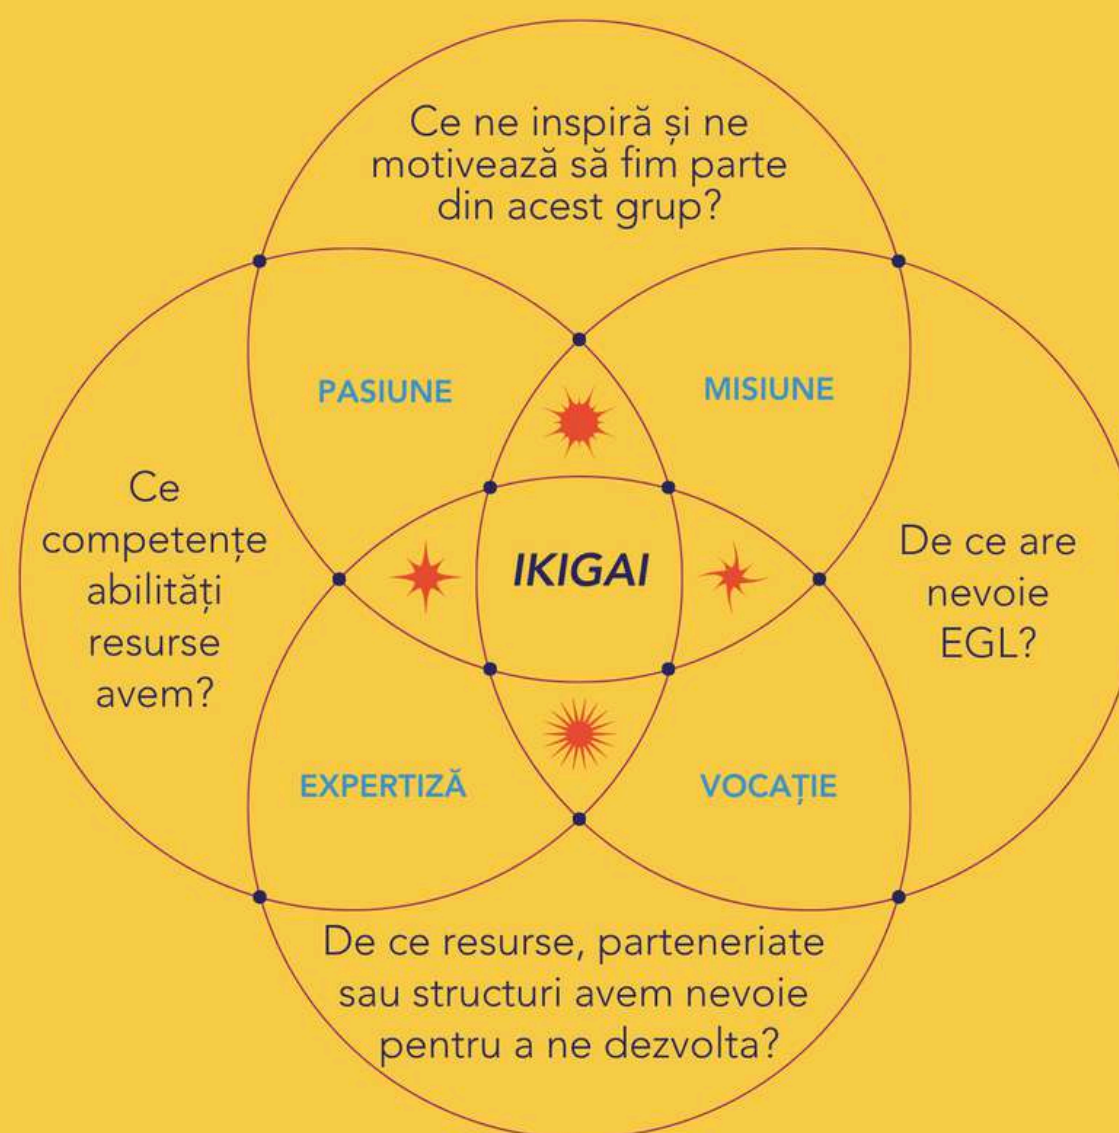 Ce ne inspiră și ne
motivează să fim parte
din acest grup?
PASIUNE
MISIUNE
Ce
competențe
abilități
resurse
avem?
IKIGAI
De ce are
nevoie
EGL?
EXPERTIZĂ
VOCAȚIE
De ce resurse, parteneriate
sau structuri avem nevoie
pentru a ne dezvolta?